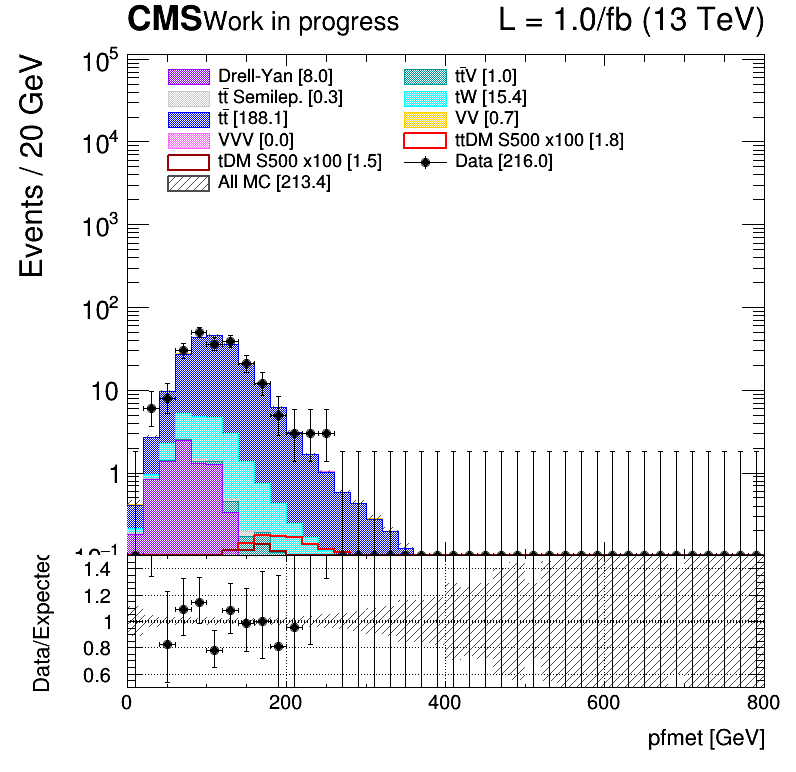 CMS Work in progress L = 1.0/fb (13 TeV)
Events / 20 GeV
Drell-Yan [8.0] tt̄V [1.0]
tt̄ Semilep. [0.3] tW [15.4]
tt̄ [188.1] VV [0.7]
VVV [0.0] ttDM S500 x100 [1.8]
tDM S500 x100 [1.5] Data [216.0]
All MC [213.4]
10⁵
10⁴
10³
10²
10
1
10⁻¹
Data/Expected
1.4
1.2
1
0.8
0.6
0 200 400 600 800
pfmet [GeV]